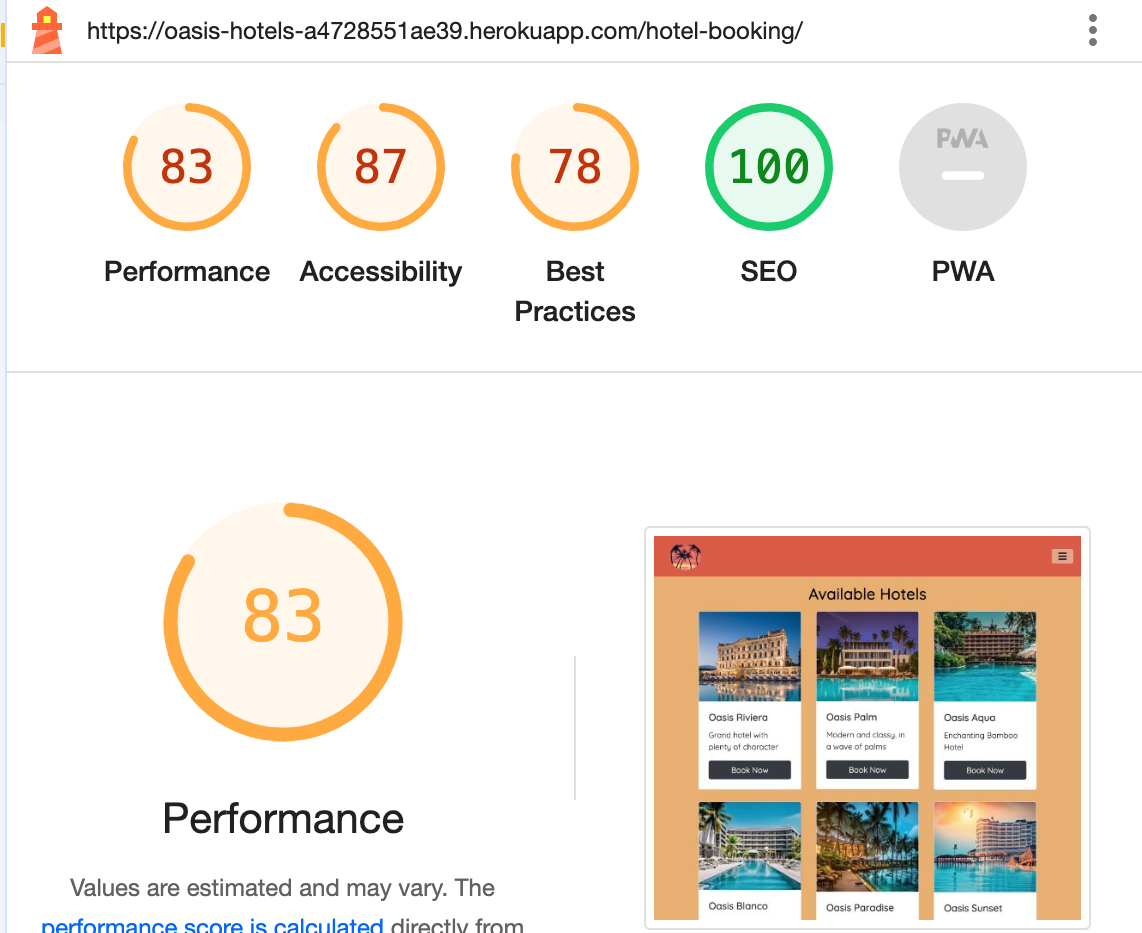 https://oasis-hotels-a4728551ae39.herokuapp.com/hotel-booking/
83
87
78
100
PWA
Performance
Accessibility
Best
Practices
SEO
PWA
83
Performance
Values are estimated and may vary. The
performance score is calculated directly from
Available Hotels
Oasis Riviera
Grand hotel with
plenty of character
Book Now
Oasis Palm
Modern and classy, in
a wave of palms
Book Now
Oasis Aqua
Enchanting Bamboo
Hotel
Book Now
Oasis Blanco
Oasis Paradise
Oasis Sunset